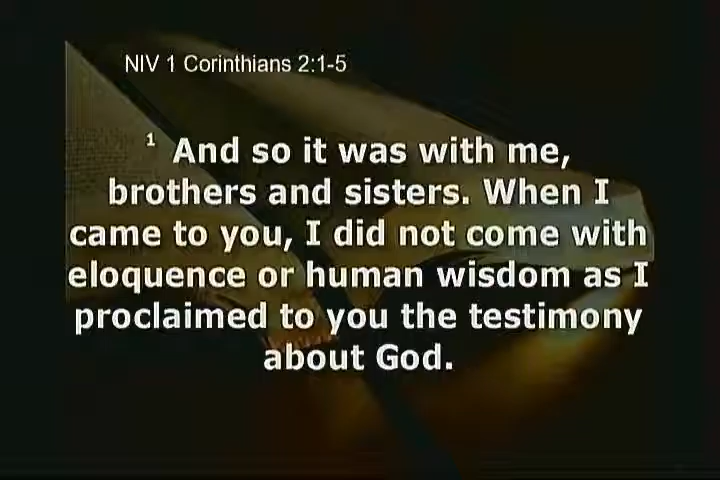 NIV 1 Corinthians 2:1-5
1 And so it was with me,
brothers and sisters. When I
came to you, I did not come with
eloquence or human wisdom as I
proclaimed to you the testimony
about God.